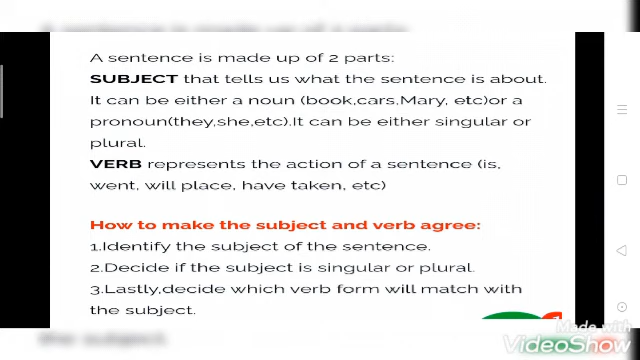 A sentence is made up of 2 parts:
SUBJECT that tells us what the sentence is about.
It can be either a noun (book,cars,Mary, etc)or a
pronoun(they,she,etc).It can be either singular or
plural.
VERB represents the action of a sentence (is,
went, will place, have taken, etc)
How to make the subject and verb agree:
1.Identify the subject of the sentence.
2.Decide if the subject is singular or plural.
3.Lastly,decide which verb form will match with
the subject.
Made with
VideoShow
the subject.